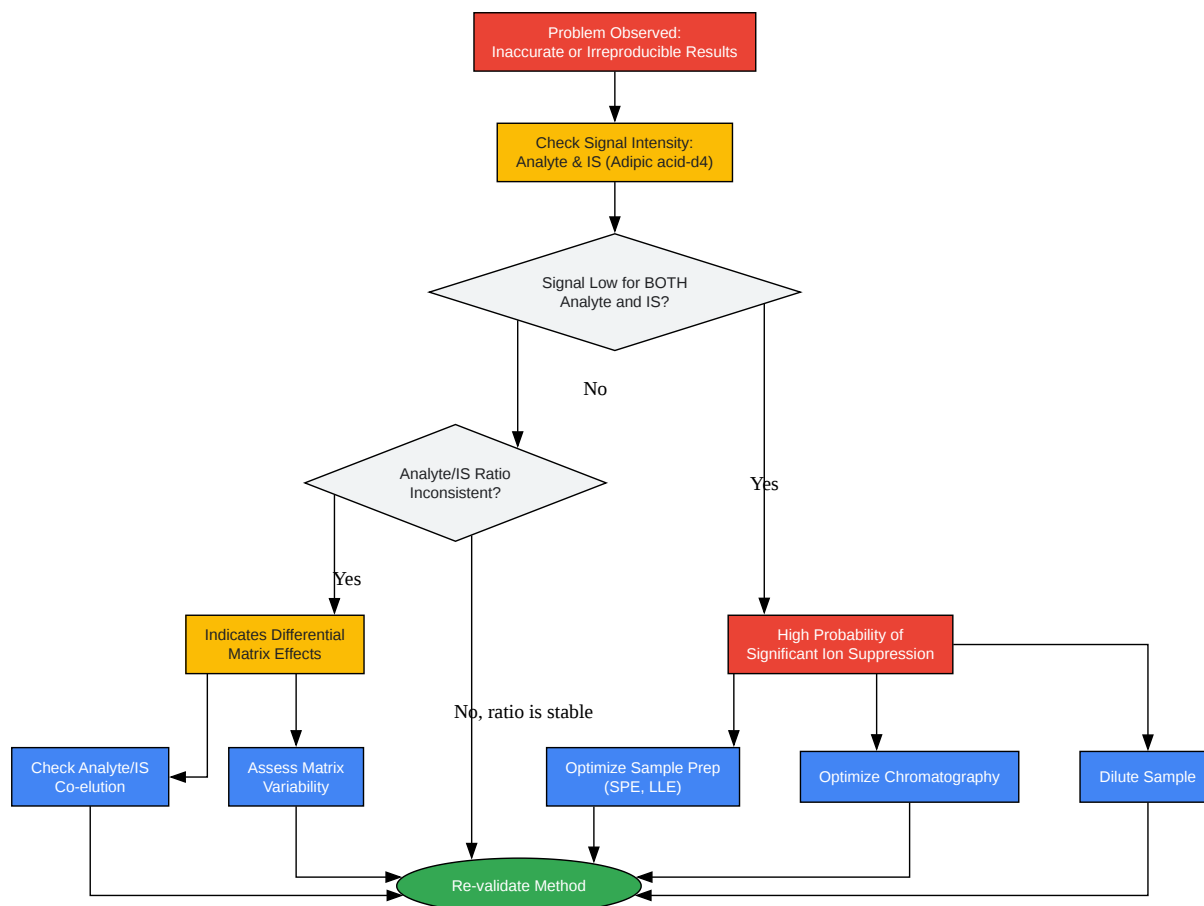 Problem Observed:
Inaccurate or Irreproducible Results
Check Signal Intensity:
Analyte & IS (Adipic acid-d4)
Signal Low for BOTH
Analyte and IS?
No
Analyte/IS Ratio
Inconsistent?
Yes
Yes
Indicates Differential
Matrix Effects
High Probability of
Significant Ion Suppression
No, ratio is stable
Check Analyte/IS
Co-elution
Assess Matrix
Variability
Optimize Sample Prep
(SPE, LLE)
Optimize Chromatography
Dilute Sample
Re-validate Method